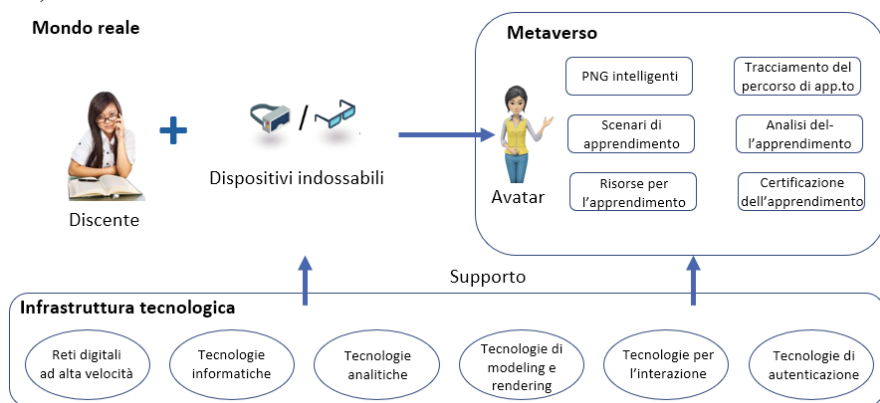 Mondo reale
Discente
+
/
Dispositivi indossabili
Metaverso
Avatar
PNG intelligenti
Tracciamento del
percorso di app.to
Scenari di
apprendimento
Analisi del-
l'apprendimento
Risorse per
l'apprendimento
Certificazione
dell'apprendimento
Supporto
Infrastruttura tecnologica
Reti digitali
ad alta velocità
Tecnologie
informatiche
Tecnologie
analitiche
Tecnologie di
modeling e
rendering
Tecnologie per
l'interazione
Tecnologie di
autenticazione